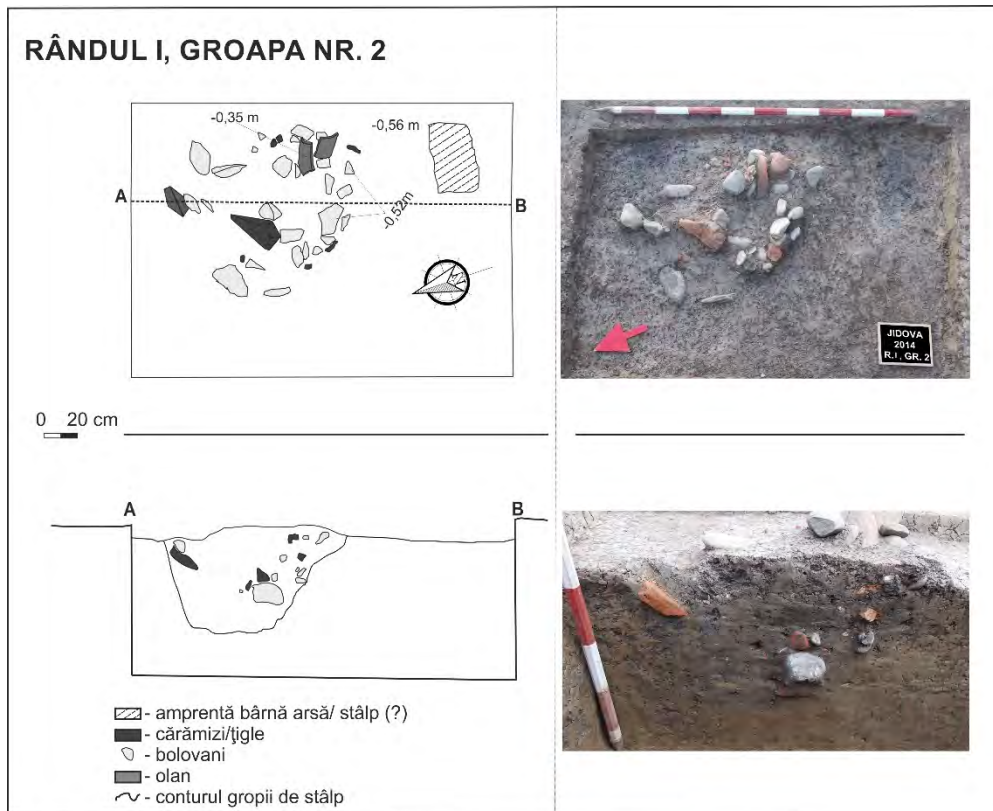 RÂNDUL I, GROAPA NR. 2
-0,35 m
-0,56 m
A
B
-0,52m
JIDOVA
2014
R.I, GR. 2
0 20 cm
A
B
- amprentă bârnă arsă/ stâlp (?)
- cărămizi/ţigle
- bolovani
- olan
- conturul gropii de stâlp